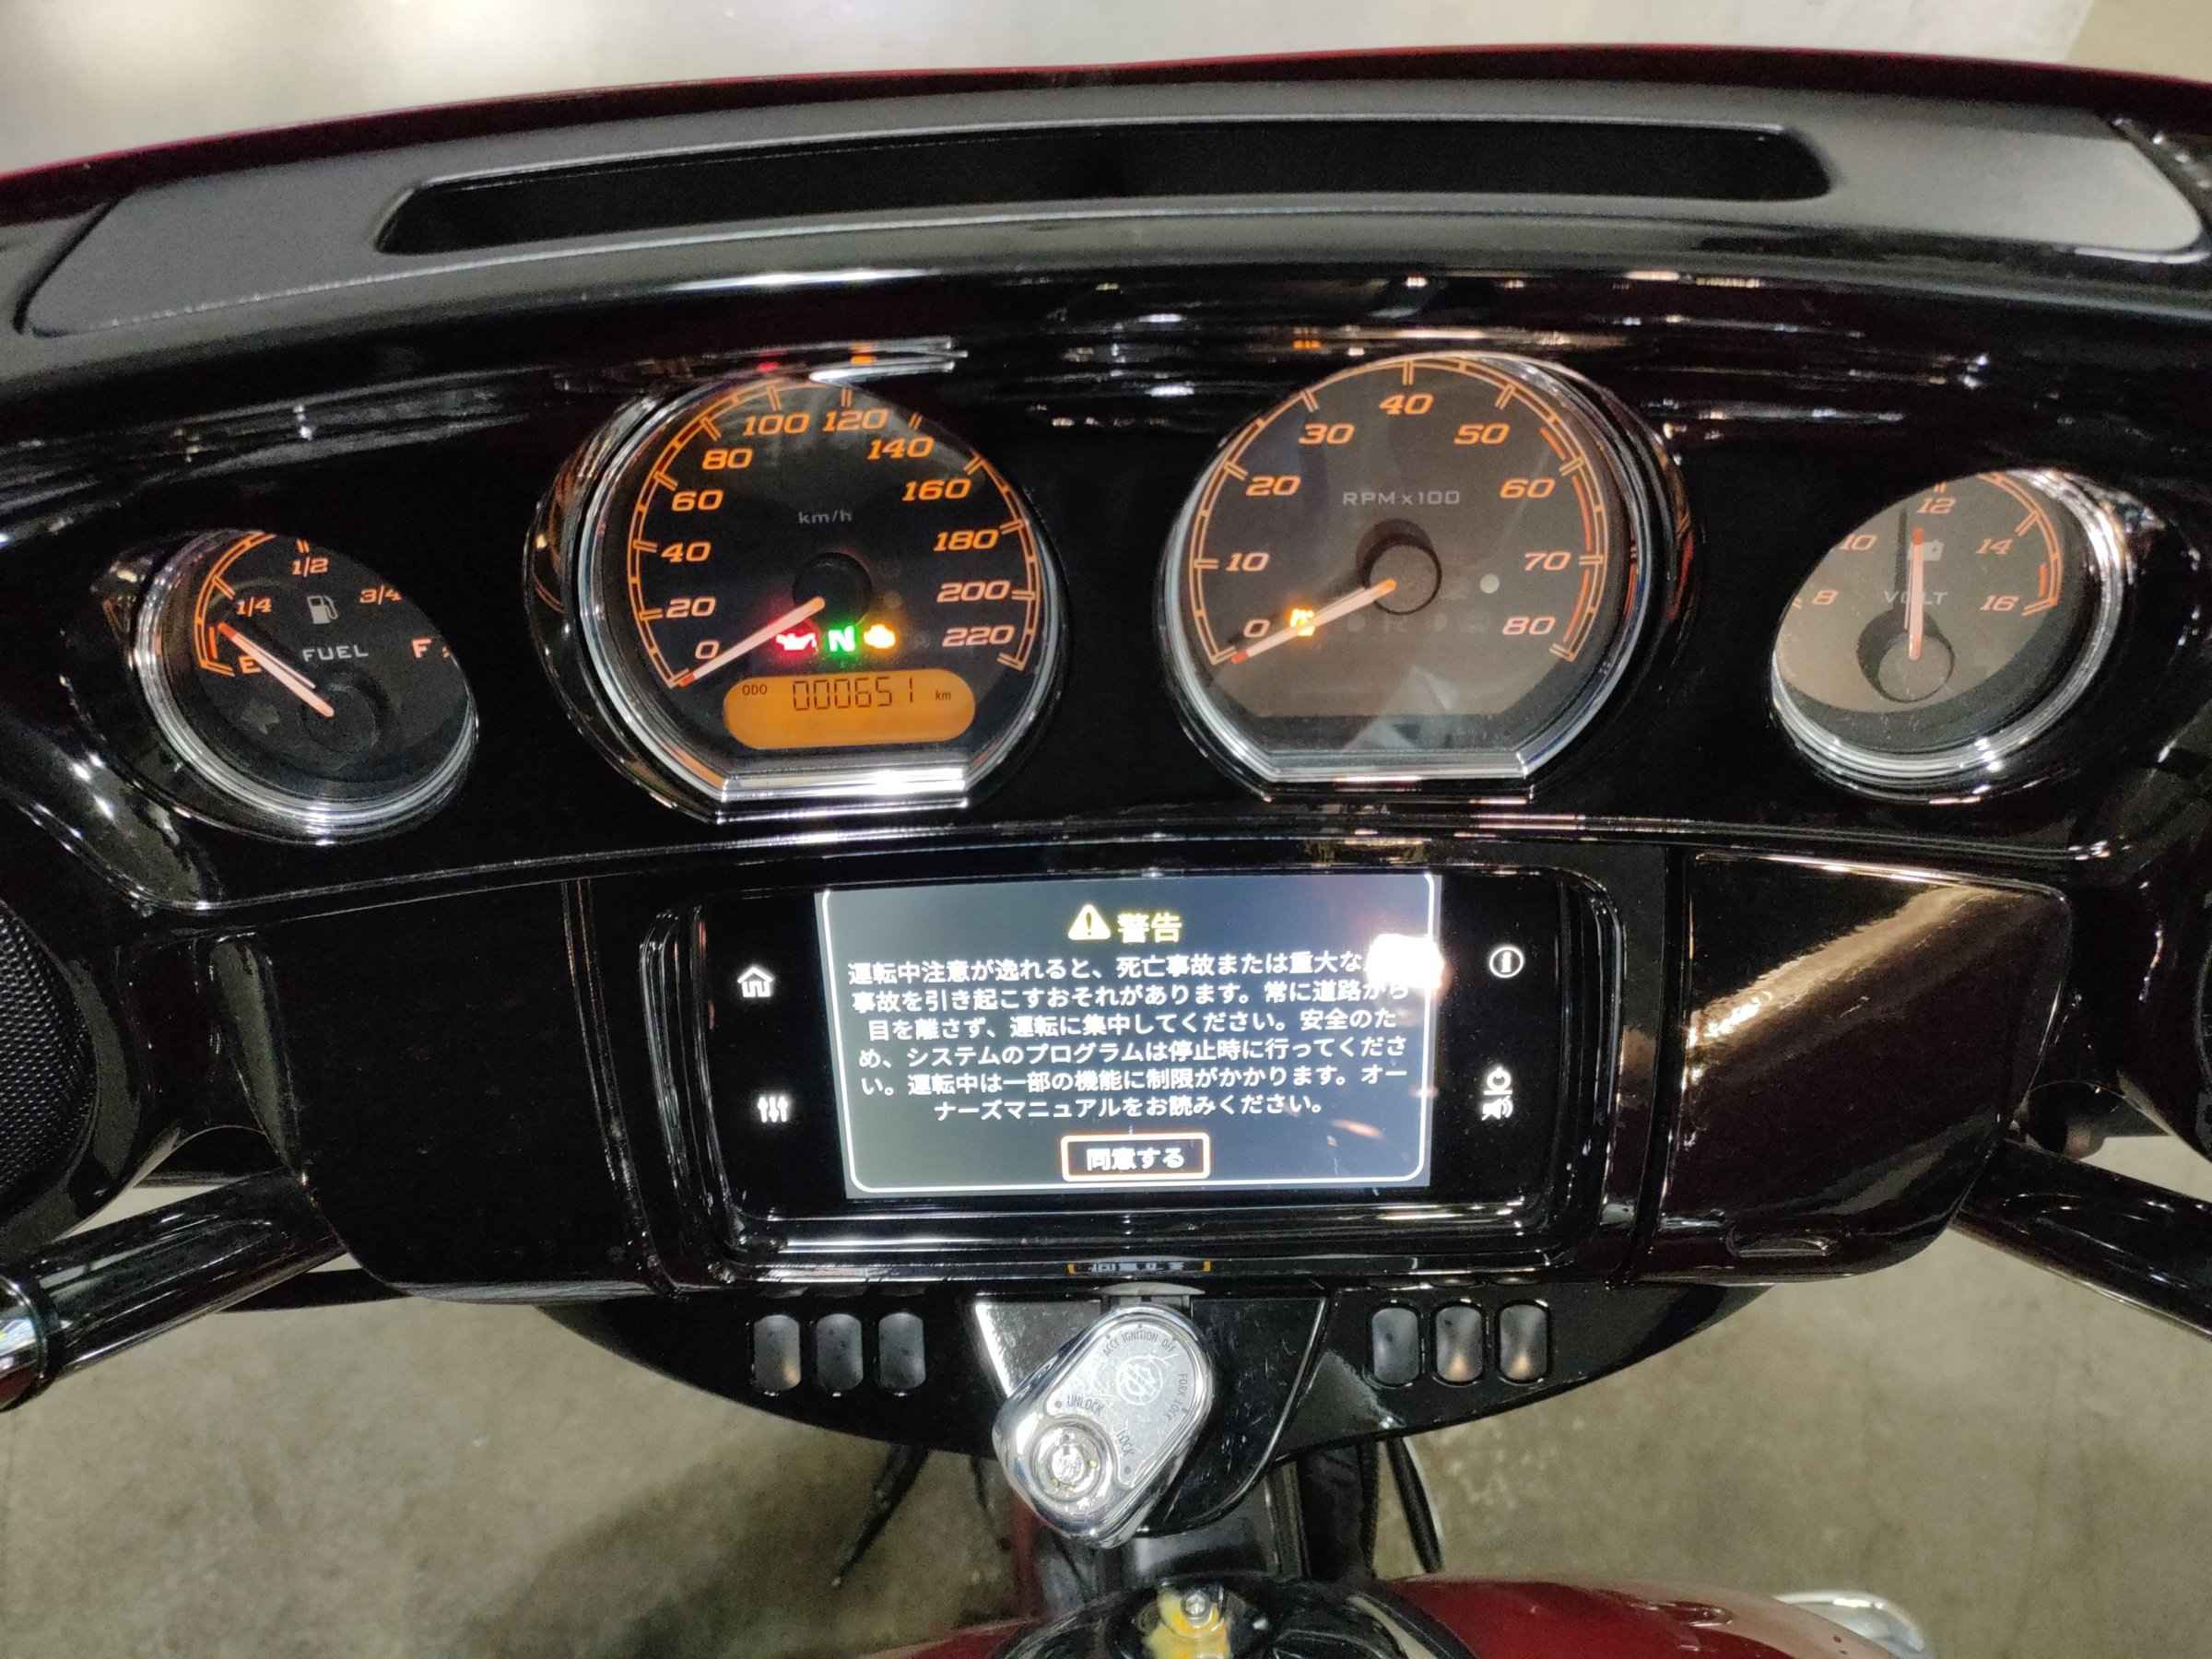 100 120
80 140
60 160
40 180
20 200
0 220
km/h
N
ODO 000651 km
40
30 50
20 60
10 70
0 80
RPM x100
1/4 1/2 3/4
E FUEL F
8 10 12 14 16
VOLT
警告
運転中注意が逸れると、死亡事故または重大な
事故を引き起こすおそれがあります。常に道路から
目を離さず、運転に集中してください。安全のた
め、システムのプログラムは停止時に行ってくださ
い。運転中は一部の機能に制限がかかります。オー
ナーズマニュアルをお読みください。
同意する
ACCY IGNITION OFF
FORK LOCK
UNLOCK
LOCK